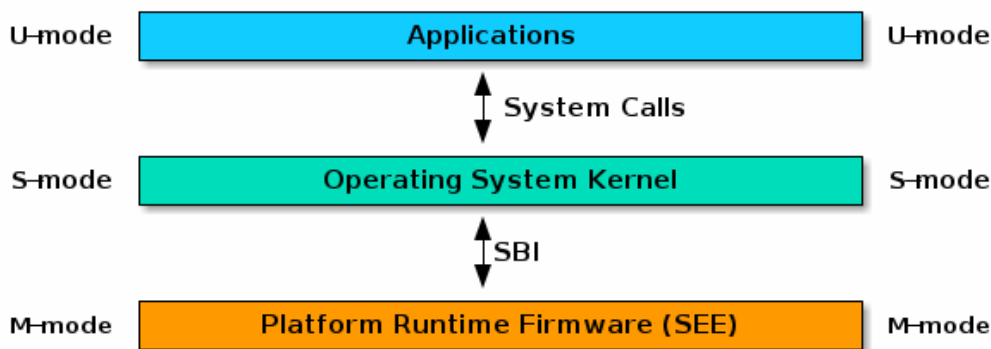 U-mode Applications U-mode
System Calls
S-mode Operating System Kernel S-mode
SBI
M-mode Platform Runtime Firmware (SEE) M-mode